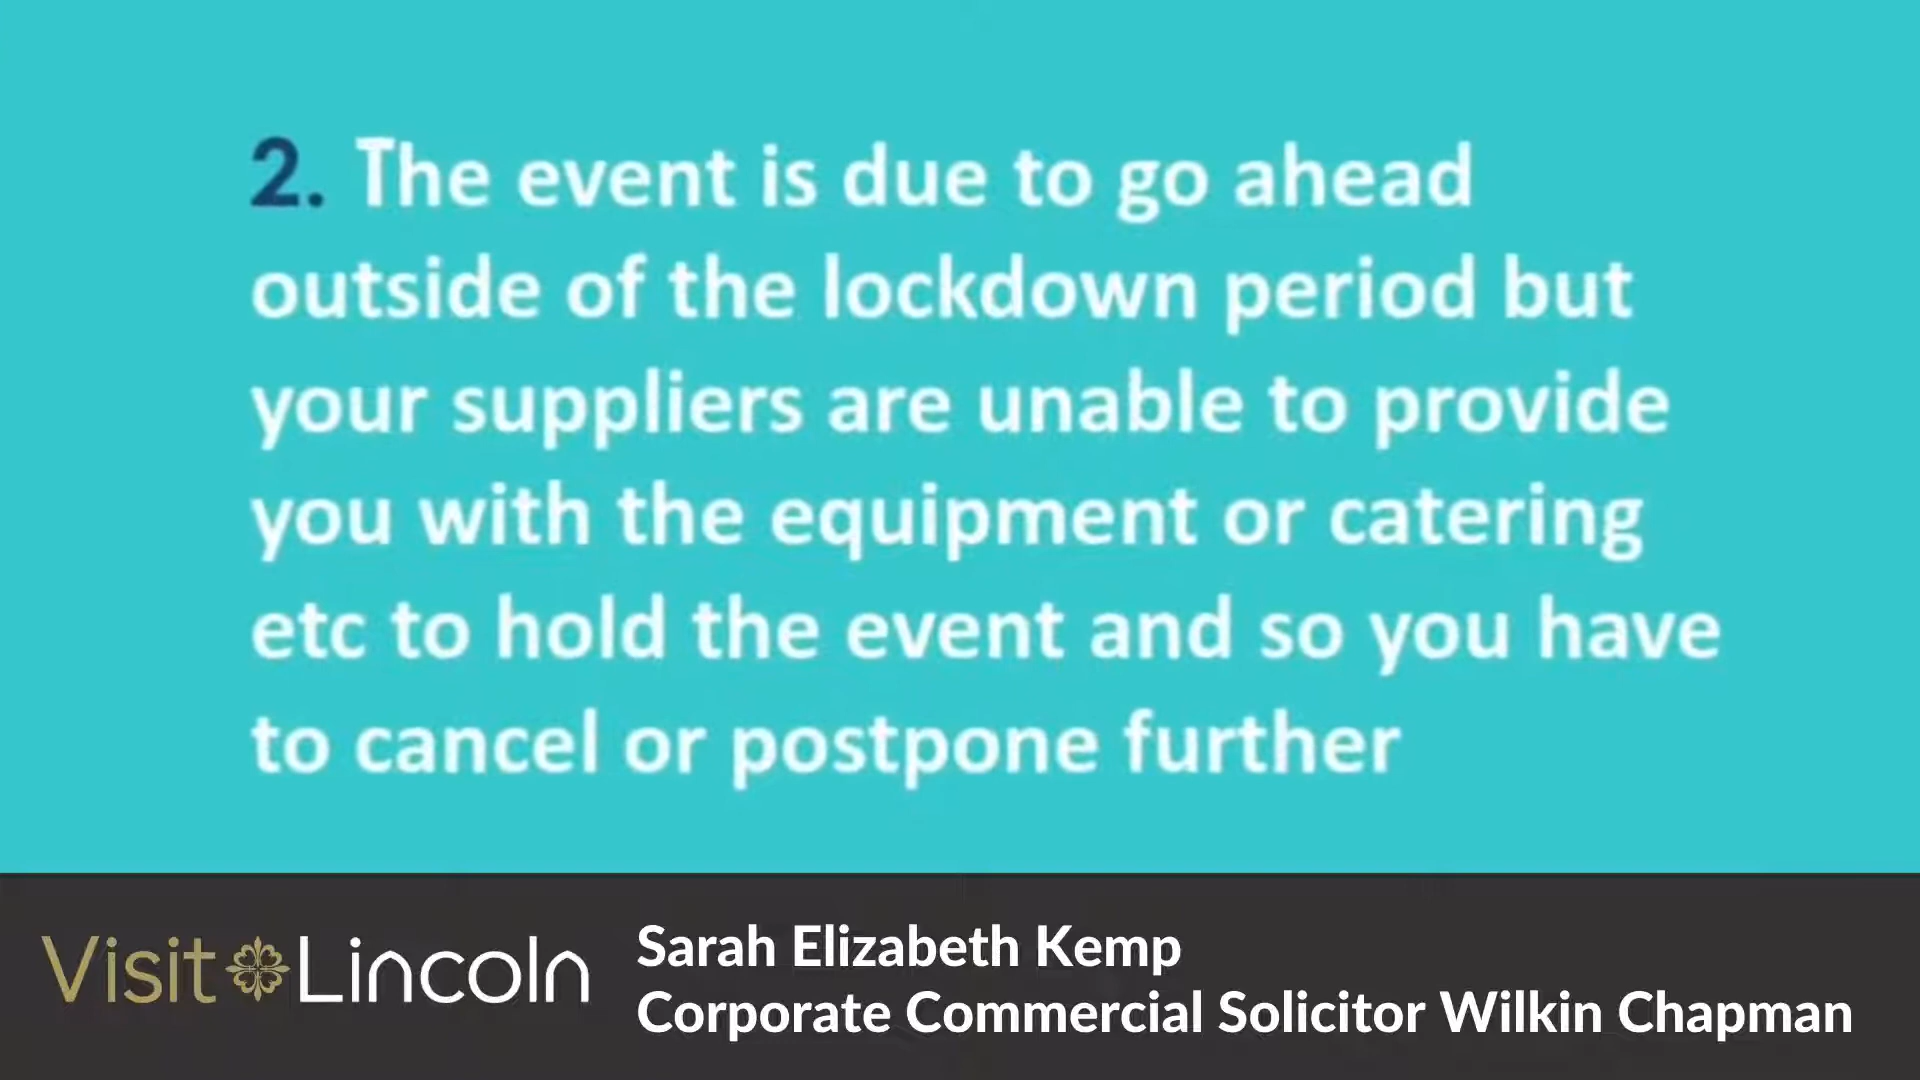 2. The event is due to go ahead
outside of the lockdown period but
your suppliers are unable to provide
you with the equipment or catering
etc to hold the event and so you have
to cancel or postpone further
Visit Lincoln
Sarah Elizabeth Kemp
Corporate Commercial Solicitor Wilkin Chapman